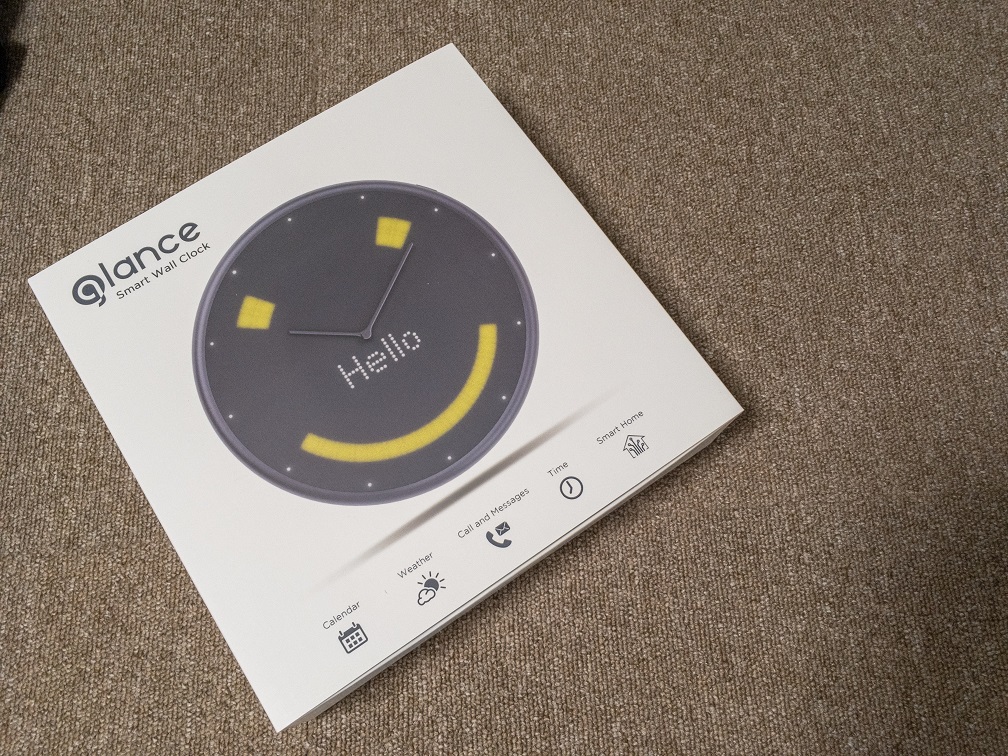 glance
Smart Wall Clock
Hello
Calendar
Weather
Call and Messages
Time
Smart Home